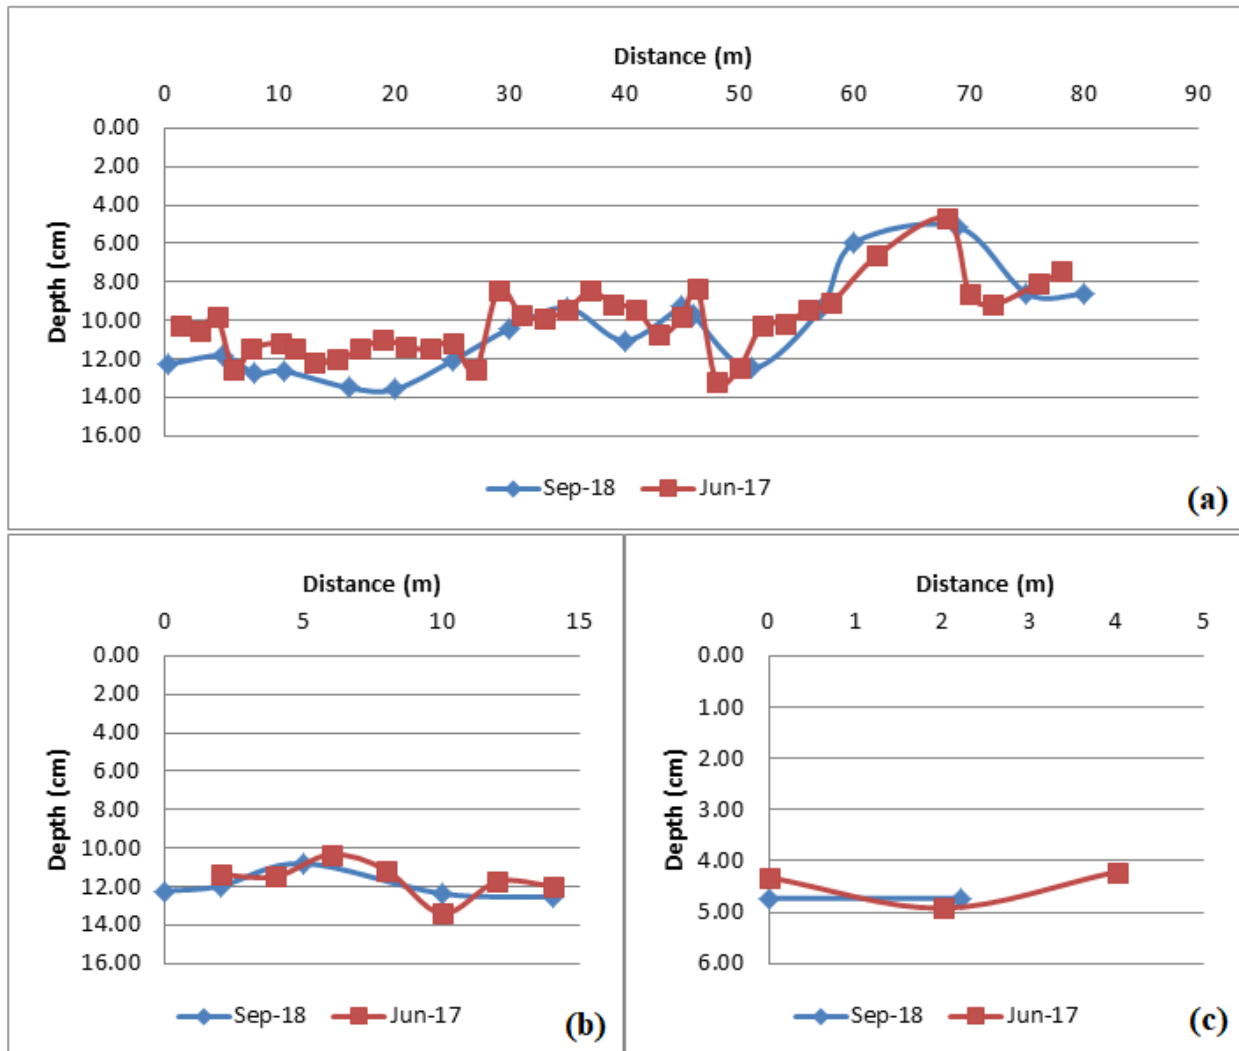 Distance (m)
0 10 20 30 40 50 60 70 80 90
Depth (cm)
0.00
2.00
4.00
6.00
8.00
10.00
12.00
14.00
16.00
Sep-18 Jun-17
(a)
Distance (m)
0 5 10 15
Depth (cm)
0.00
2.00
4.00
6.00
8.00
10.00
12.00
14.00
16.00
Sep-18 Jun-17
(b)
Distance (m)
0 1 2 3 4 5
Depth (cm)
0.00
1.00
2.00
3.00
4.00
5.00
6.00
Sep-18 Jun-17
(c)